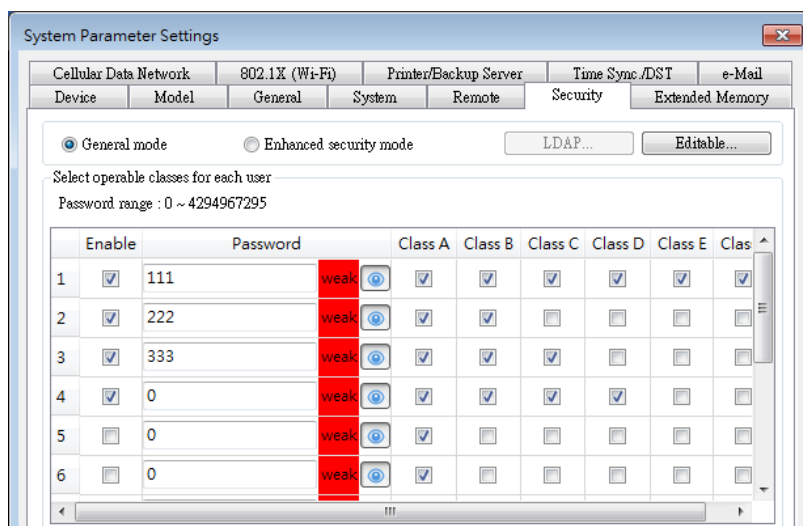 System Parameter Settings
Cellular Data Network 802.1X (Wi-Fi) Printer/Backup Server Time Sync./DST e-Mail
Device Model General System Remote Security Extended Memory
General mode Enhanced security mode LDAP... Editable...
Select operable classes for each user
Password range : 0 ~ 4294967295
Enable Password Class A Class B Class C Class D Class E Clas
1 111 weak
2 222 weak
3 333 weak
4 0 weak
5 0 weak
6 0 weak